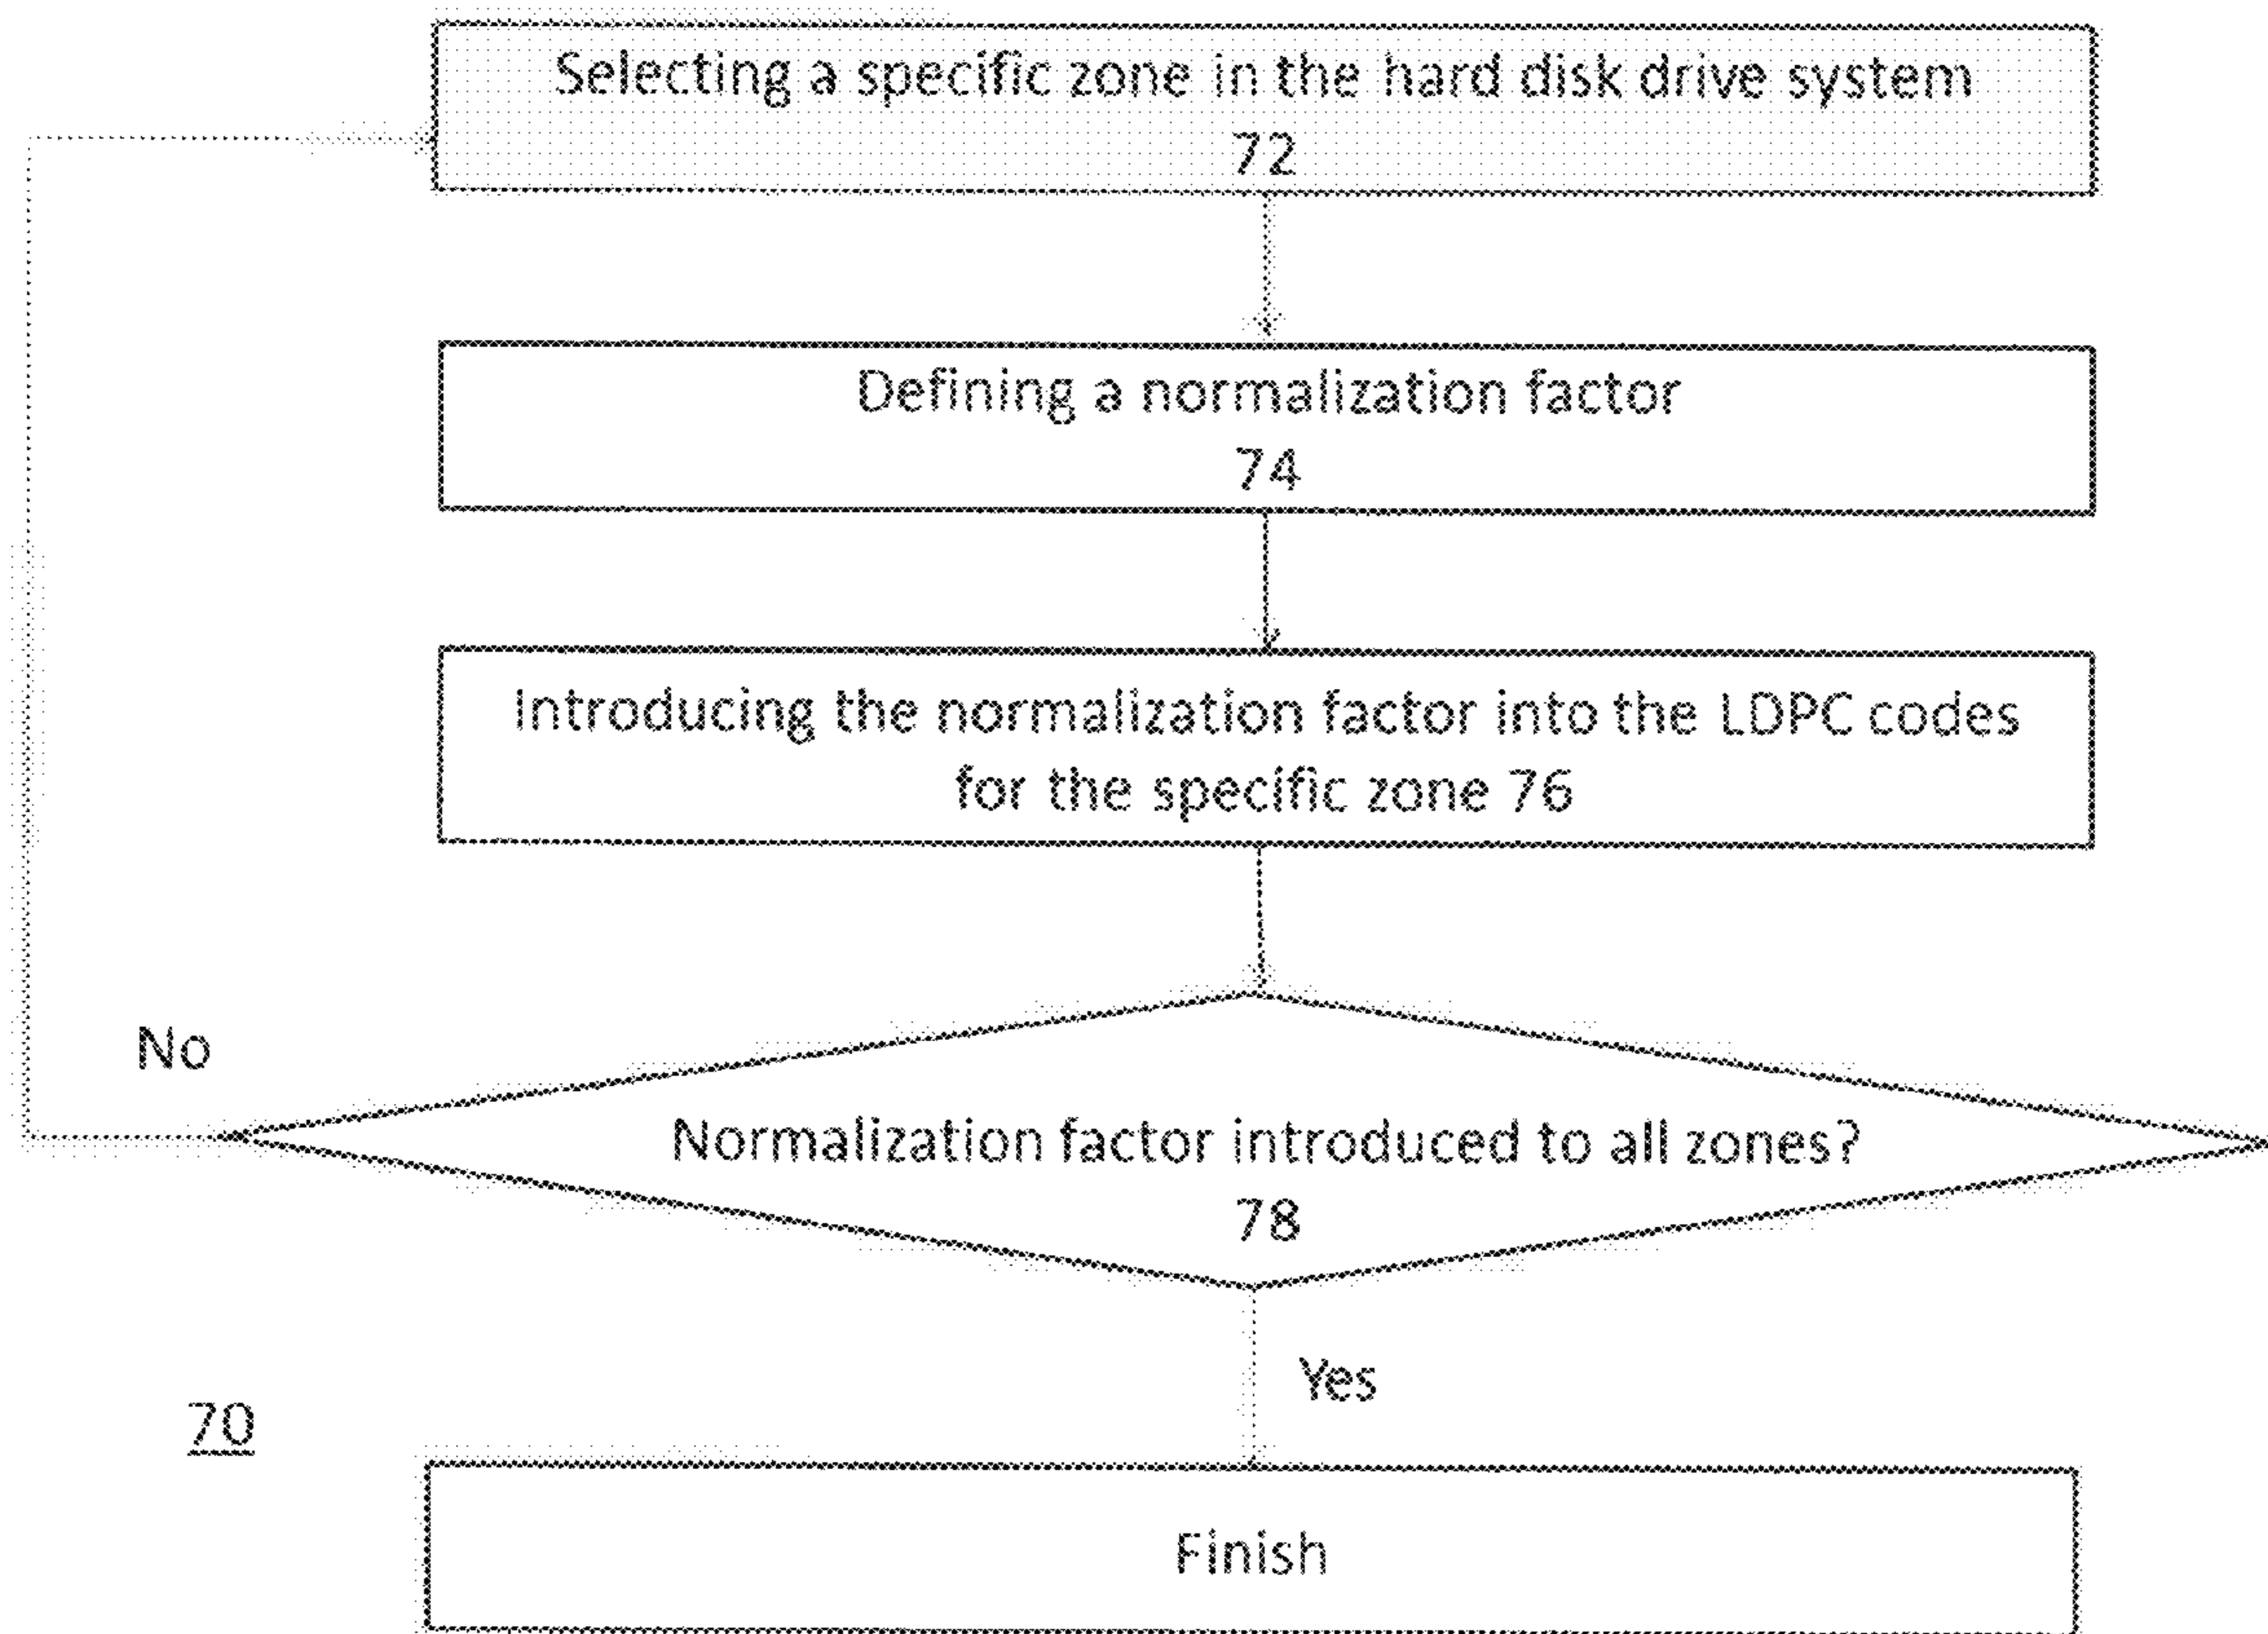 Selecting a specific zone in the hard disk drive system
72
Defining a normalization factor
74
Introducing the normalization factor into the LDPC codes
for the specific zone 76
No
Normalization factor introduced to all zones?
78
Yes
70
Finish